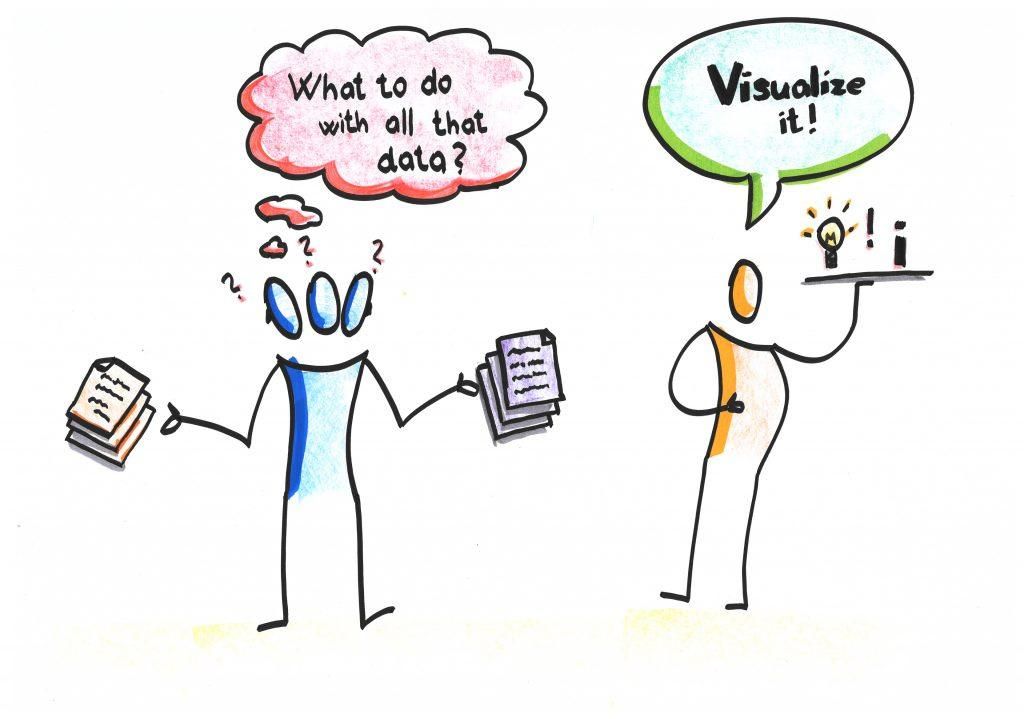 What to do
with all that
data?
Visualize
it!
? ? ?
! i